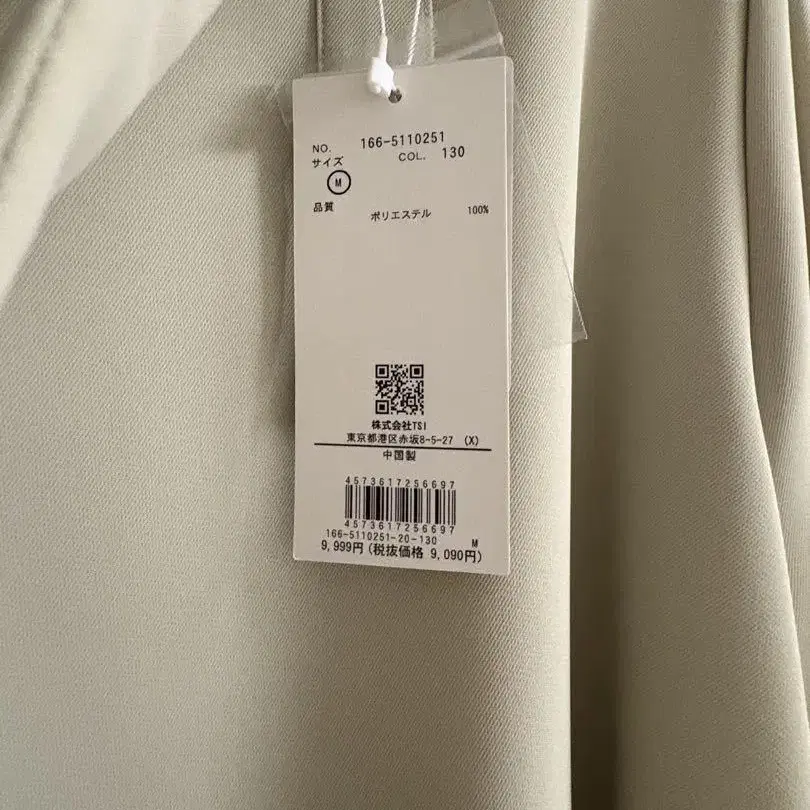 NO. 166-5110251
サイズ COL. 130
M
品質
ポリエステル 100%
株式会社TSI
東京都港区赤坂8-5-27 (X)
中国製
4573617256697
4573617256697
166-5110251-20-130 M
9,999円(税抜価格 9,090円)